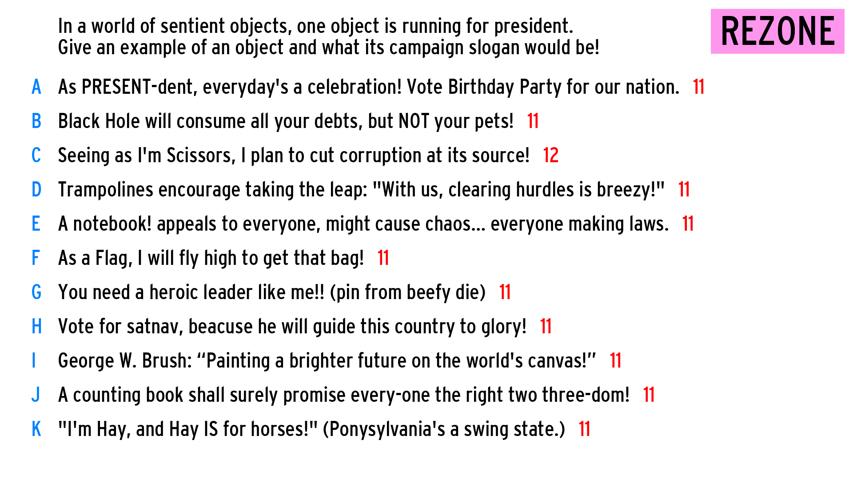 In a world of sentient objects, one object is running for president.
Give an example of an object and what its campaign slogan would be!
REZONE
A As PRESENT-dent, everyday's a celebration! Vote Birthday Party for our nation. 11
B Black Hole will consume all your debts, but NOT your pets! 11
C Seeing as I'm Scissors, I plan to cut corruption at its source! 12
D Trampolines encourage taking the leap: "With us, clearing hurdles is breezy!" 11
E A notebook! appeals to everyone, might cause chaos... everyone making laws. 11
F As a Flag, I will fly high to get that bag! 11
G You need a heroic leader like me!! (pin from beefy die) 11
H Vote for satnav, beacuse he will guide this country to glory! 11
I George W. Brush: “Painting a brighter future on the world's canvas!” 11
J A counting book shall surely promise every-one the right two three-dom! 11
K "I'm Hay, and Hay IS for horses!" (Ponysylvania's a swing state.) 11